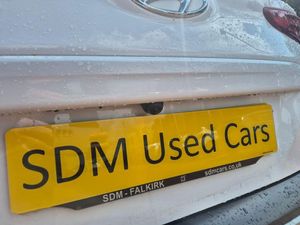 SDM Used Cars
SDM - FALKIRK sdmcars.co.uk